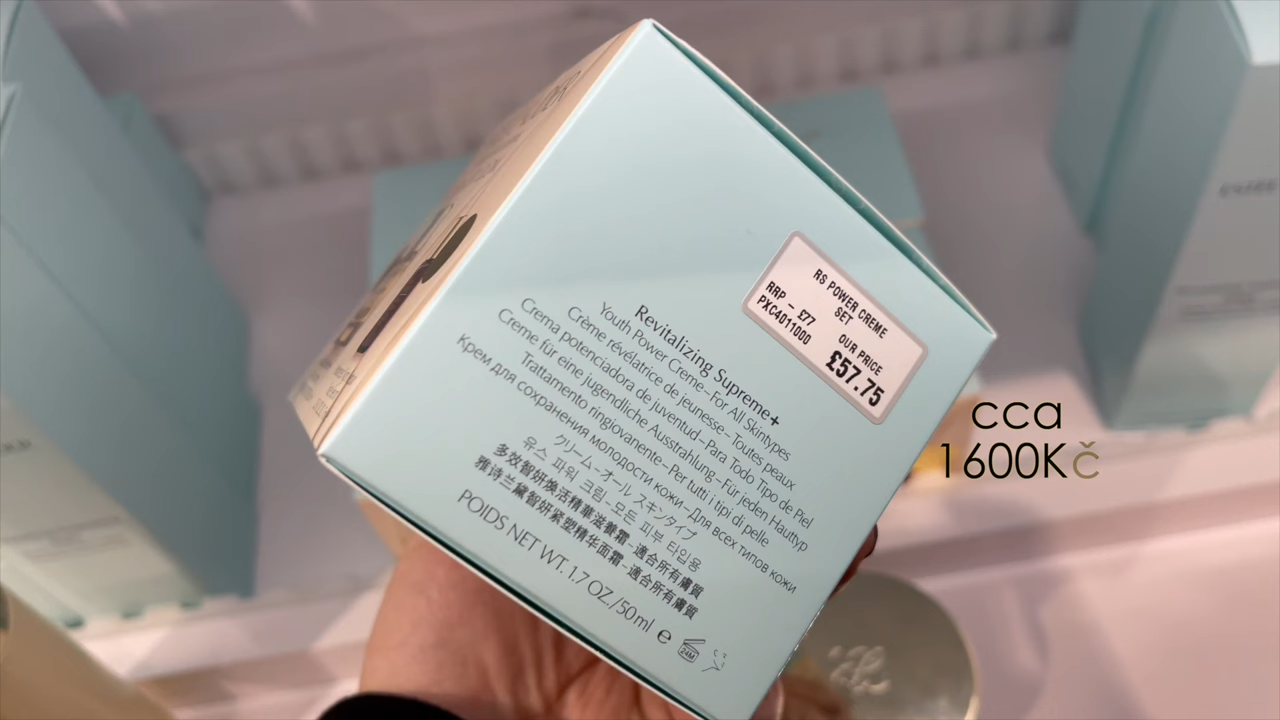 RS POWER CREME
SET
RRP - £77
PXC4011000
OUR PRICE
£57.75
Revitalizing Supreme+
Youth Power Creme–For All Skintypes
Crème révélatrice de jeunesse–Toutes peaux
Crema potenciadora de juventud–Para Todo Tipo de Piel
Creme für eine jugendliche Ausstrahlung–Für jeden Hauttyp
Trattamento ringiovanente–Per tutti i tipi di pelle
Крем для сохранения молодости кожи–Для всех типов кожи
クリーム–オール スキンタイプ
유스 파워 크림–모든 피부 타입용
多效智妍煥活精華滋養霜–適合所有膚質
雅诗兰黛智妍紧塑精华面霜–適合所有膚質
POIDS NET WT. 1.7 OZ./50ml e
24M
cca
1600Kč